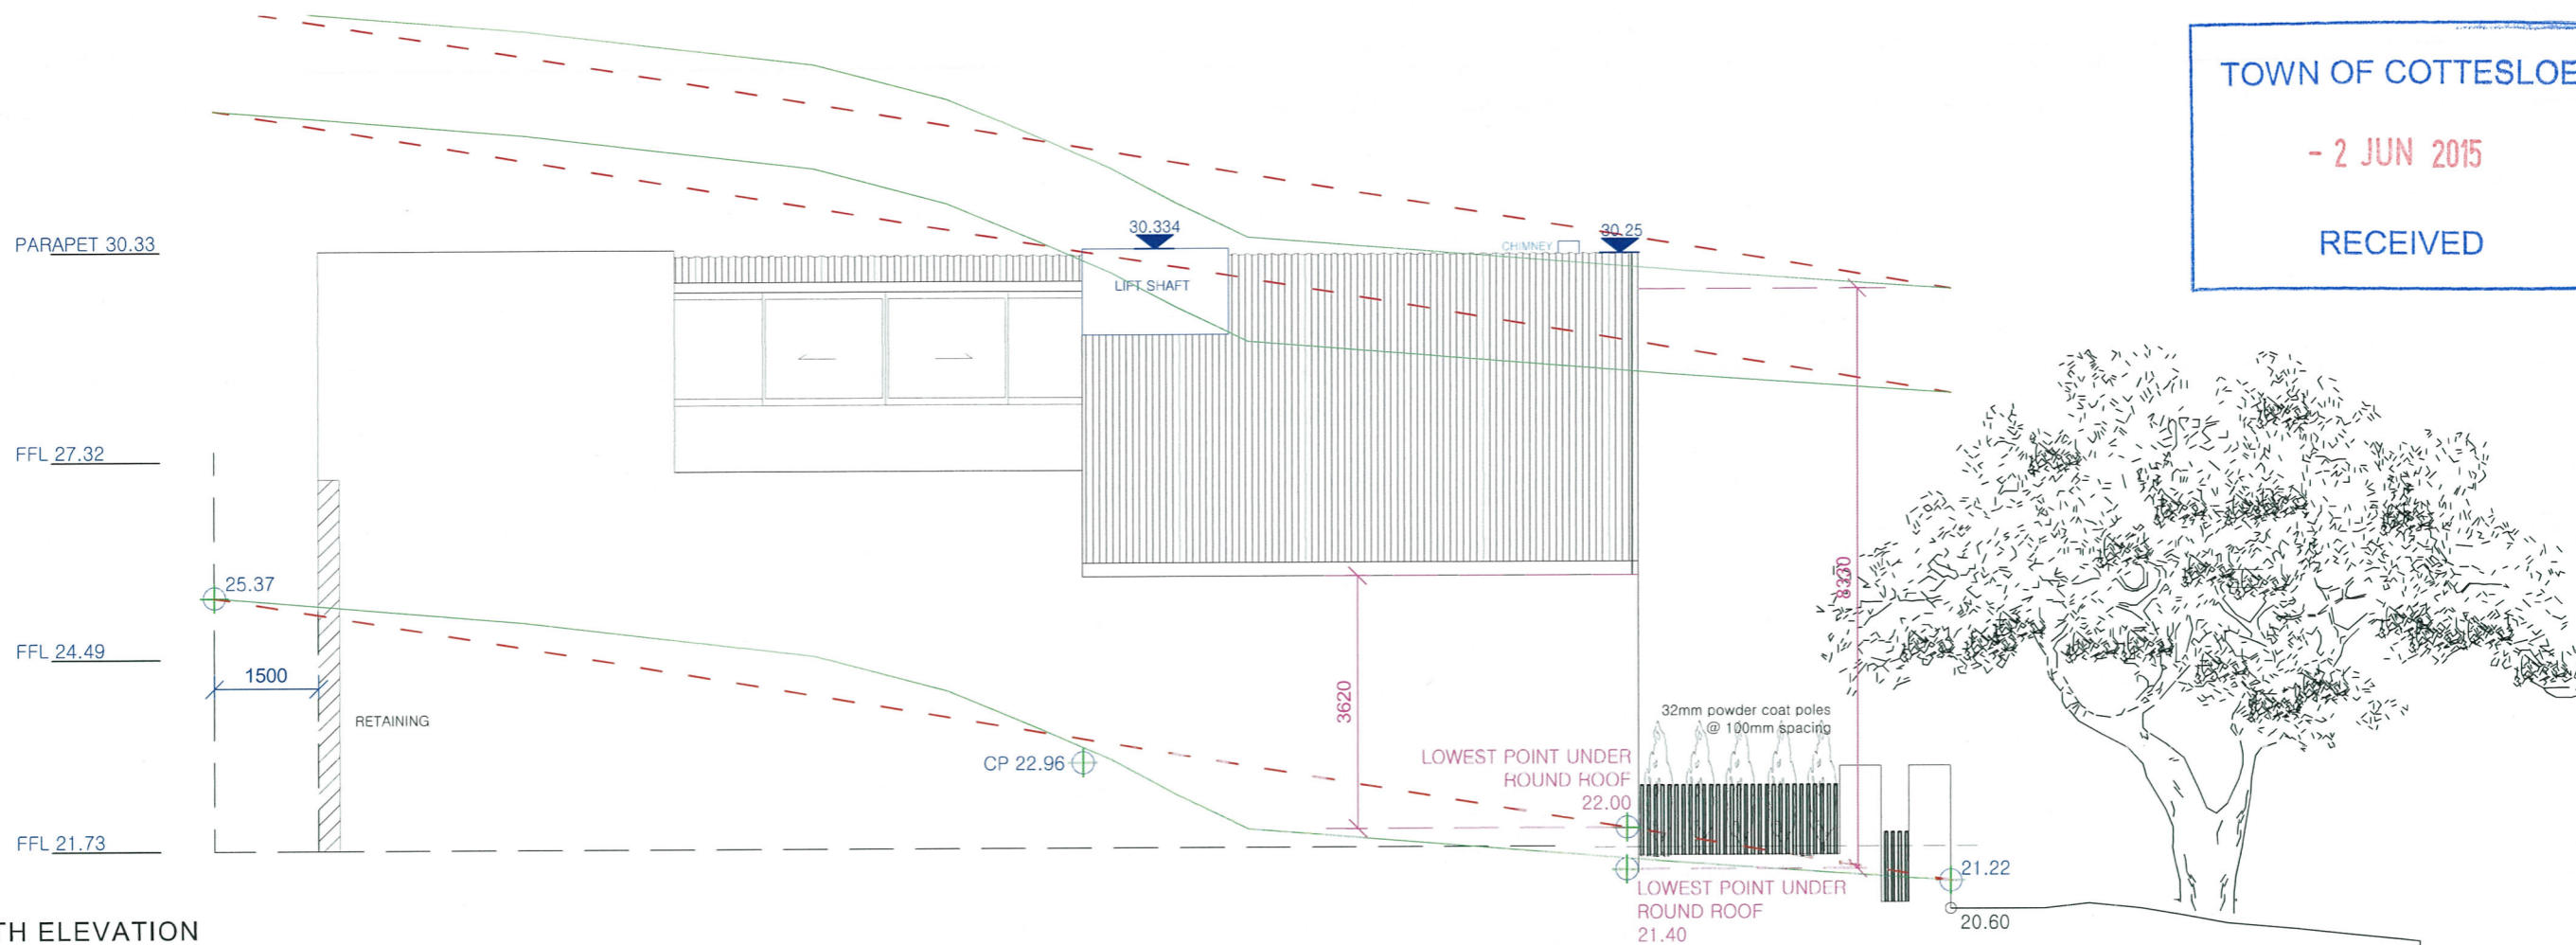 TOWN OF COTTESLOE
- 2 JUN 2015
RECEIVED
30.334
30.25
PARAPET 30.33
CHIMNEY
LIFT SHAFT
FFL 27.32
25.37
8330
FFL 24.49
1500
3620
RETAINING
32mm powder coat poles
@ 100mm spacing
LOWEST POINT UNDER
ROUND ROOF
22.00
CP 22.96
FFL 21.73
21.22
LOWEST POINT UNDER
ROUND ROOF
21.40
20.60
TH ELEVATION